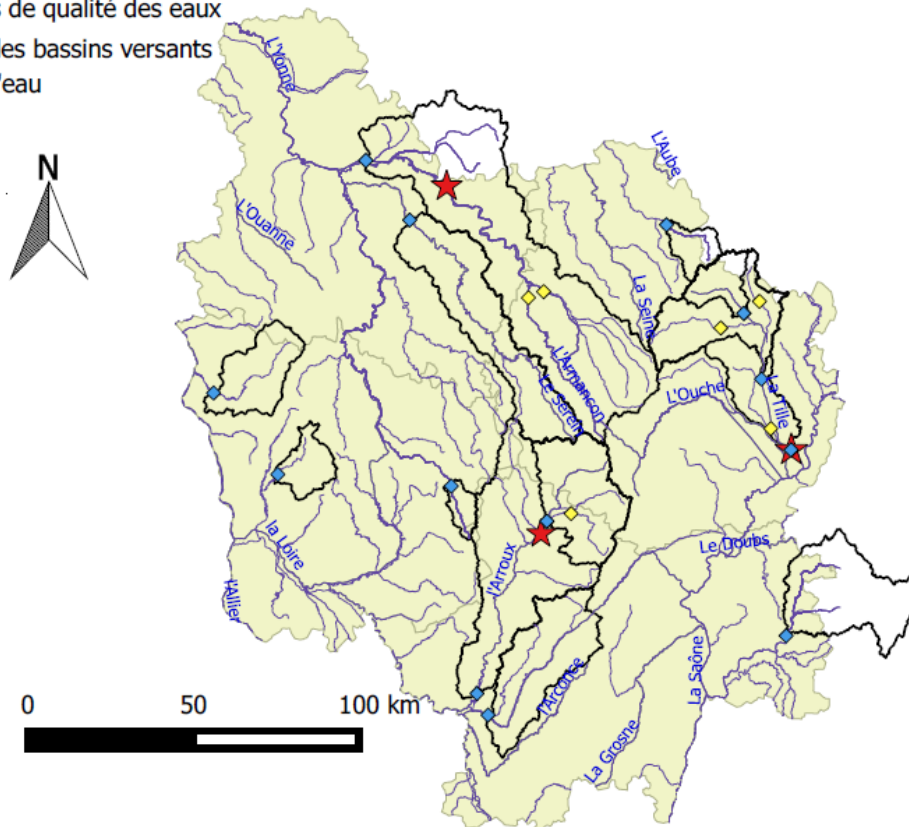 de qualité des eaux
des bassins versants
'eau
N
L'Yonne
L'Aube
L'Ouanne
La Seine
L'Armançon
Le Serein
L'Ouche
La Tille
la Loire
l'Allier
l'Arroux
Le Doubs
l'Arconce
La Saône
La Grosne
0 50 100 km